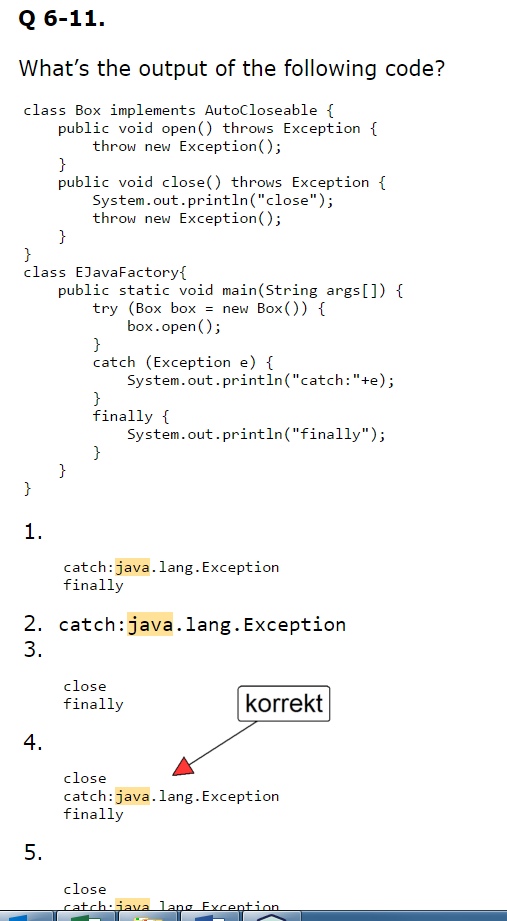 Q 6-11.
What’s the output of the following code?
class Box implements AutoCloseable {
    public void open() throws Exception {
        throw new Exception();
    }
    public void close() throws Exception {
        System.out.println("close");
        throw new Exception();
    }
}
class EJavaFactory{
    public static void main(String args[]) {
        try (Box box = new Box()) {
            box.open();
        }
        catch (Exception e) {
            System.out.println("catch:"+e);
        }
        finally {
            System.out.println("finally");
        }
    }
}
1.
catch:java.lang.Exception
finally
2. catch:java.lang.Exception
3.
close
finally
korrekt
4.
close
catch:java.lang.Exception
finally
5.
close
catch:java.lang.Exception